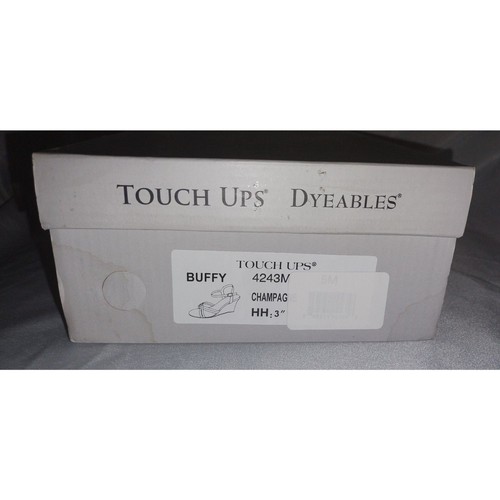 TOUCH UPS® DYEABLES®
TOUCH UPS®
BUFFY 4243M
CHAMPAG
HH: 3"